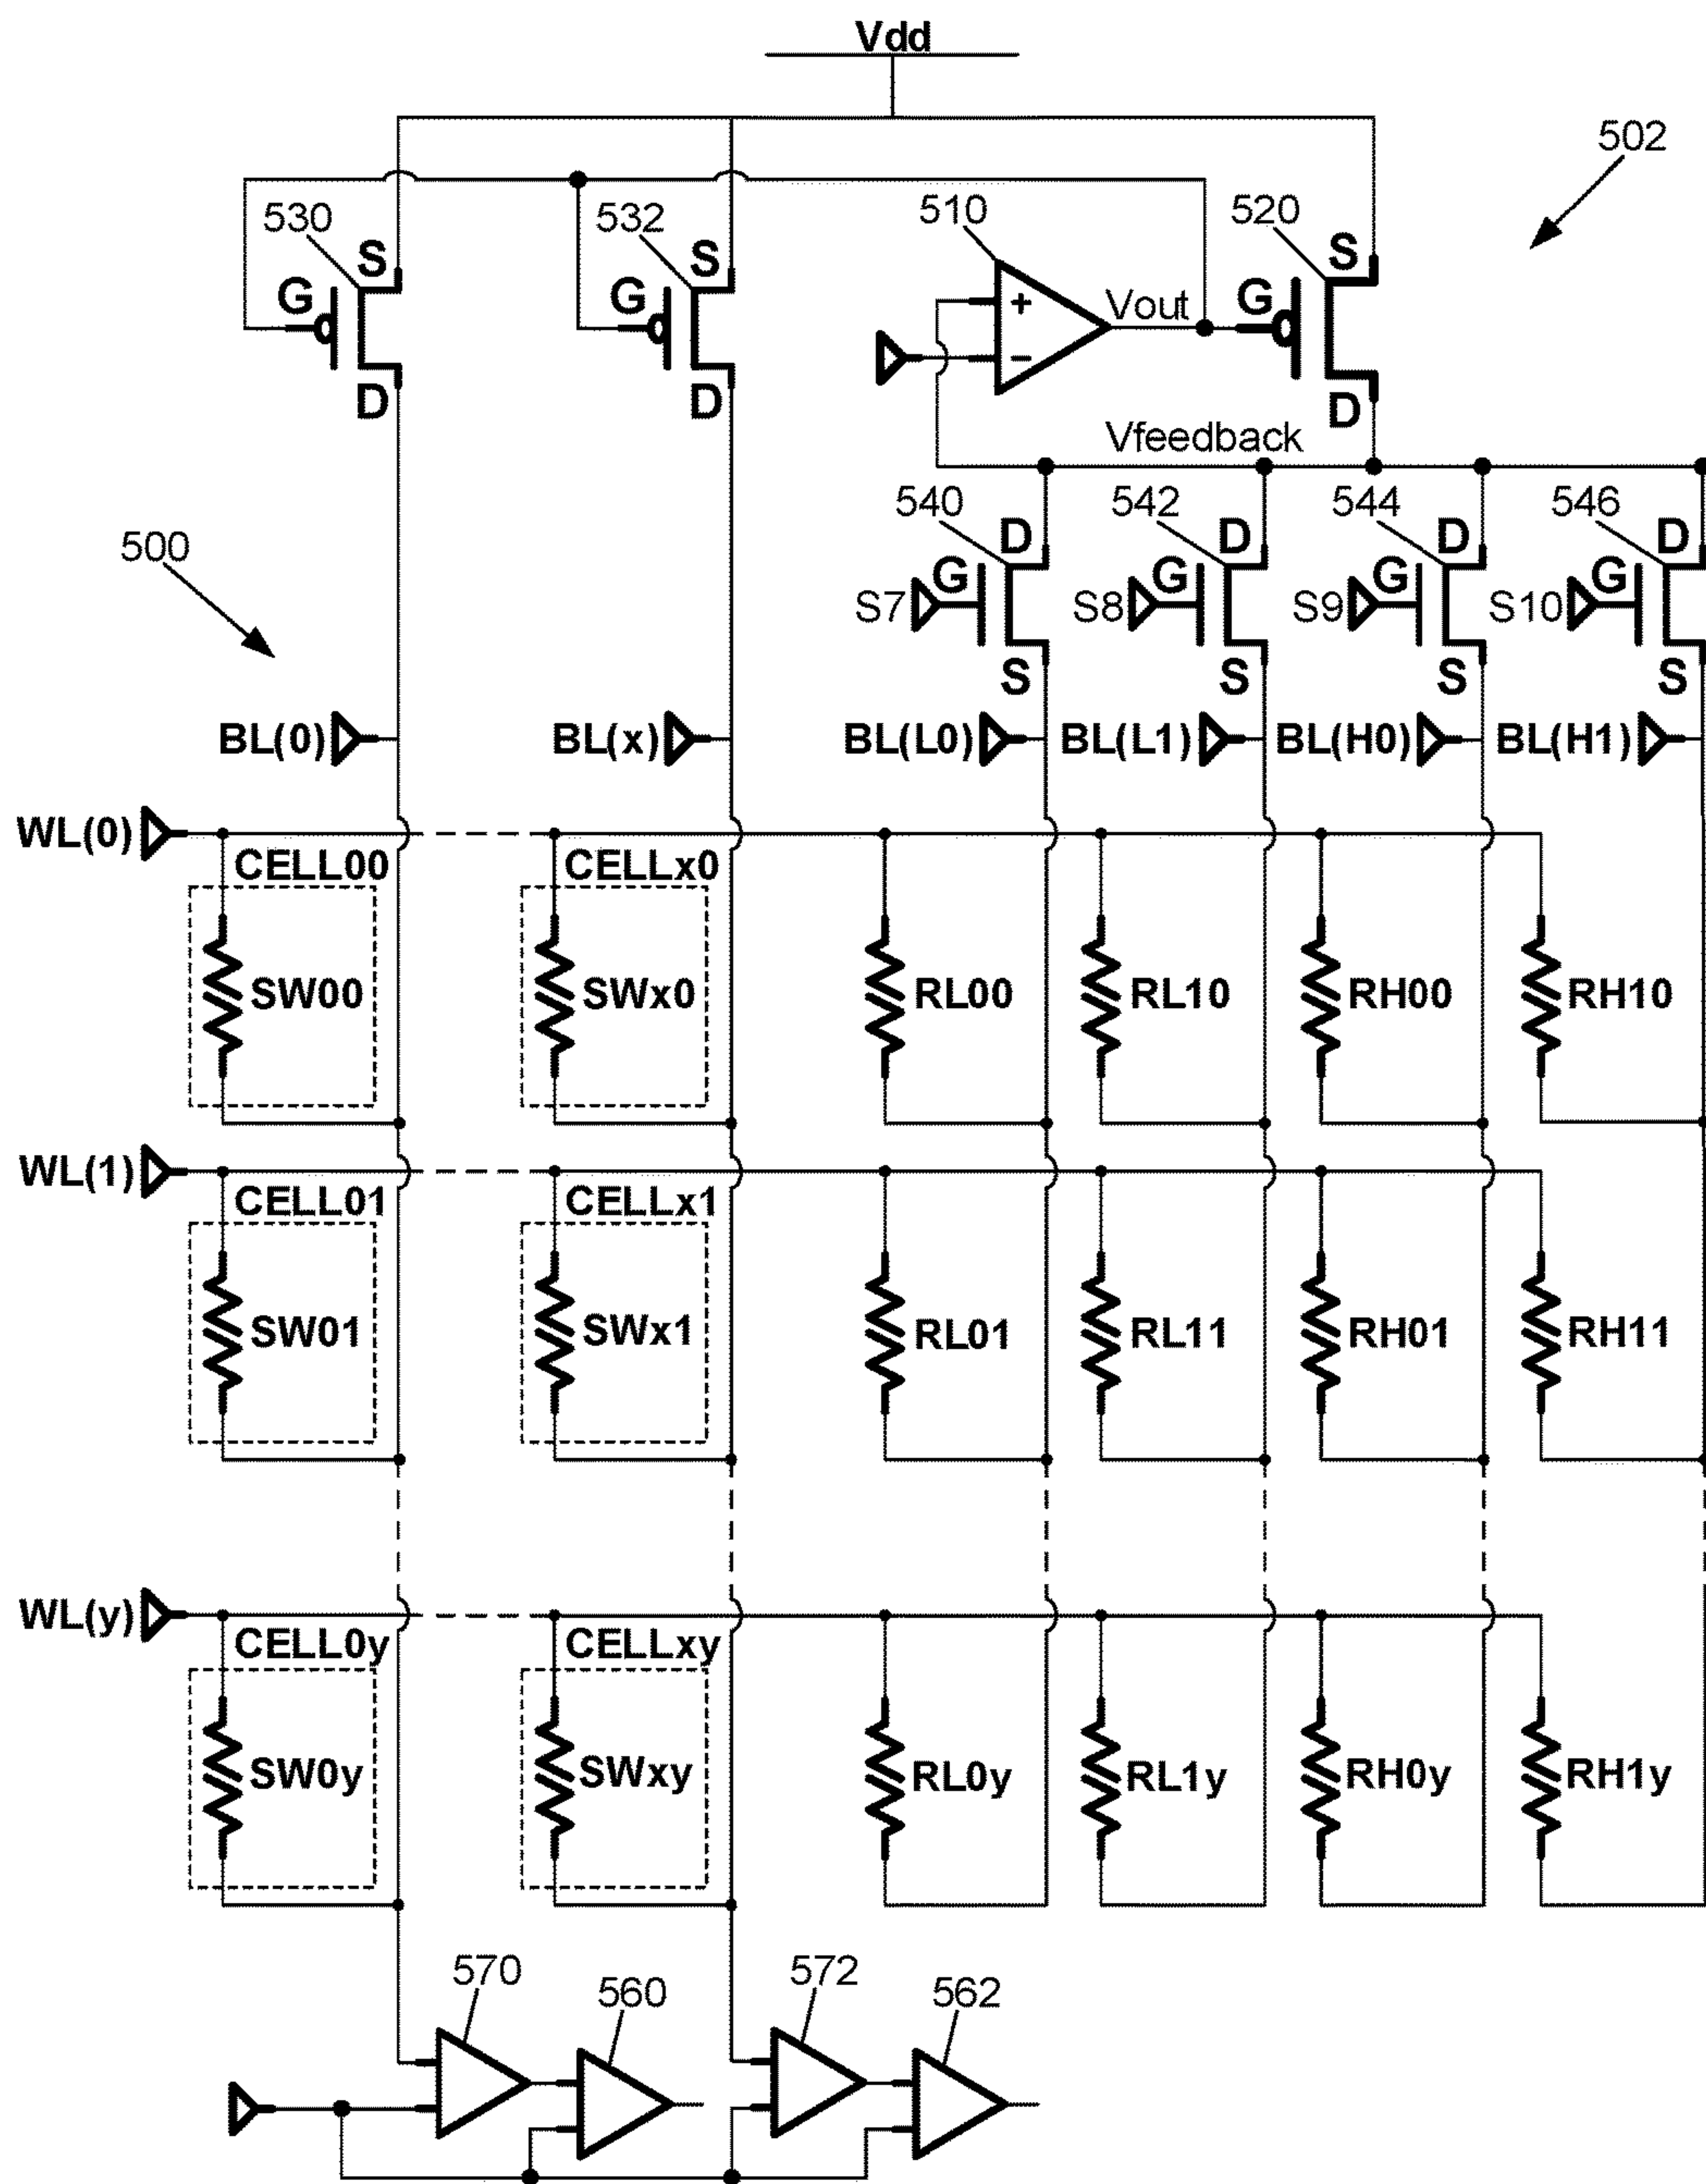 Vdd
502
530
532
510
520
S
S
S
G
G
+
Vout
G
−
D
D
D
Vfeedback
540
542
544
546
500
D
D
D
D
G
G
G
G
S7
S8
S9
S10
S
S
S
S
BL(0)
BL(x)
BL(L0)
BL(L1)
BL(H0)
BL(H1)
WL(0)
CELL00
CELLx0
SW00
SWx0
RL00
RL10
RH00
RH10
WL(1)
CELL01
CELLx1
SW01
SWx1
RL01
RL11
RH01
RH11
WL(y)
CELL0y
CELLxy
SW0y
SWxy
RL0y
RL1y
RH0y
RH1y
570
560
572
562